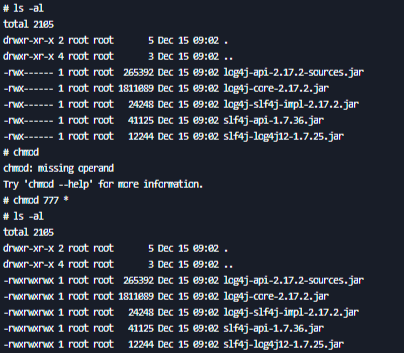 # ls -al
total 2105
drwxr-xr-x 2 root root       5 Dec 15 09:02 .
drwxr-xr-x 4 root root       3 Dec 15 09:02 ..
-rwx------ 1 root root  265392 Dec 15 09:02 log4j-api-2.17.2-sources.jar
-rwx------ 1 root root 1811089 Dec 15 09:02 log4j-core-2.17.2.jar
-rwx------ 1 root root   24248 Dec 15 09:02 log4j-slf4j-impl-2.17.2.jar
-rwx------ 1 root root   41125 Dec 15 09:02 slf4j-api-1.7.36.jar
-rwx------ 1 root root   12244 Dec 15 09:02 slf4j-log4j12-1.7.25.jar
# chmod
chmod: missing operand
Try 'chmod --help' for more information.
# chmod 777 *
# ls -al
total 2105
drwxr-xr-x 2 root root       5 Dec 15 09:02 .
drwxr-xr-x 4 root root       3 Dec 15 09:02 ..
-rwxrwxrwx 1 root root  265392 Dec 15 09:02 log4j-api-2.17.2-sources.jar
-rwxrwxrwx 1 root root 1811089 Dec 15 09:02 log4j-core-2.17.2.jar
-rwxrwxrwx 1 root root   24248 Dec 15 09:02 log4j-slf4j-impl-2.17.2.jar
-rwxrwxrwx 1 root root   41125 Dec 15 09:02 slf4j-api-1.7.36.jar
-rwxrwxrwx 1 root root   12244 Dec 15 09:02 slf4j-log4j12-1.7.25.jar